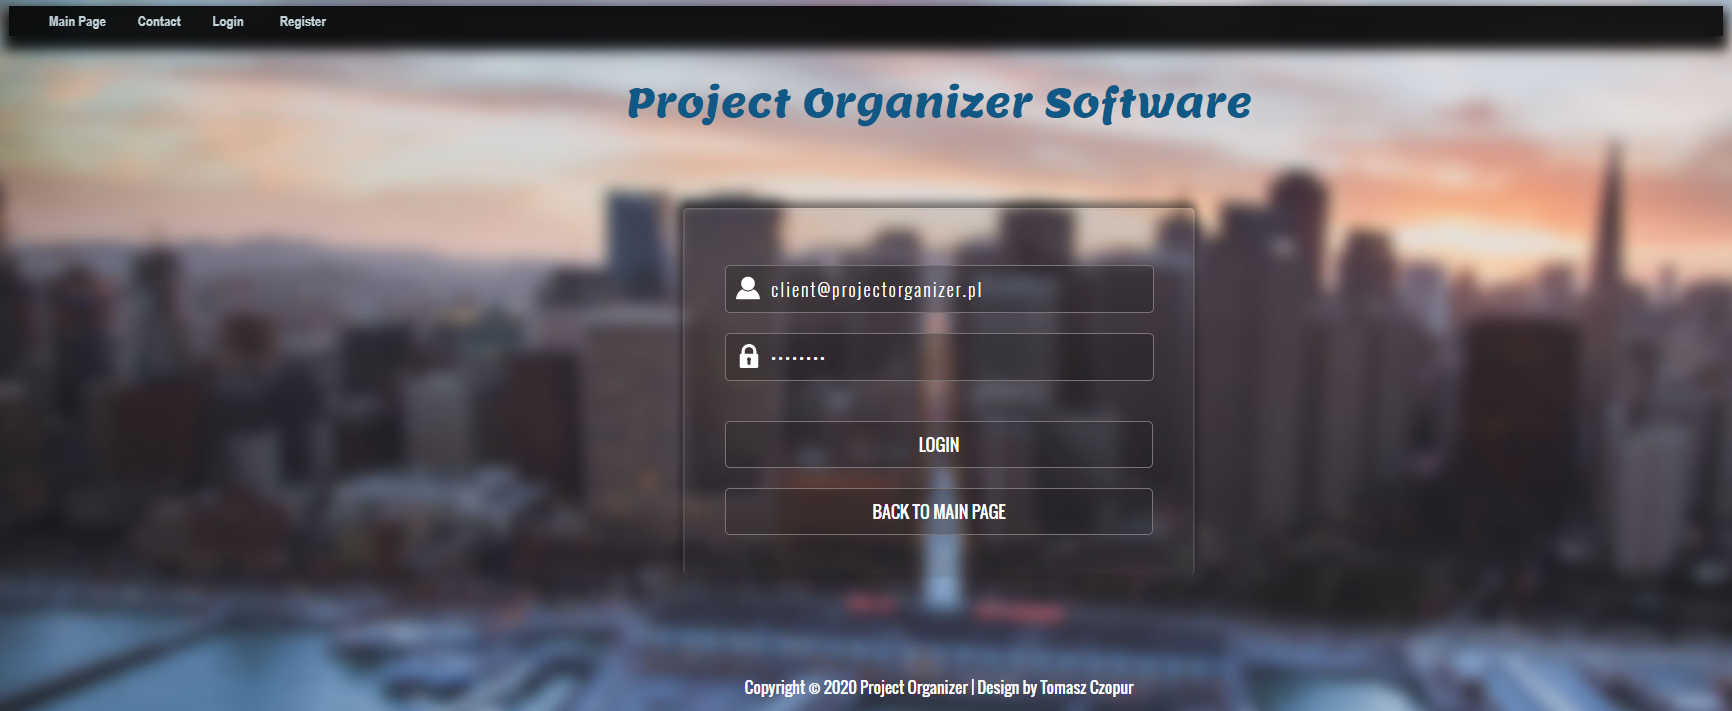 Main Page Contact Login Register
Project Organizer Software
client@projectorganizer.pl
••••••••
LOGIN
BACK TO MAIN PAGE
Copyright © 2020 Project Organizer | Design by Tomasz Czopur